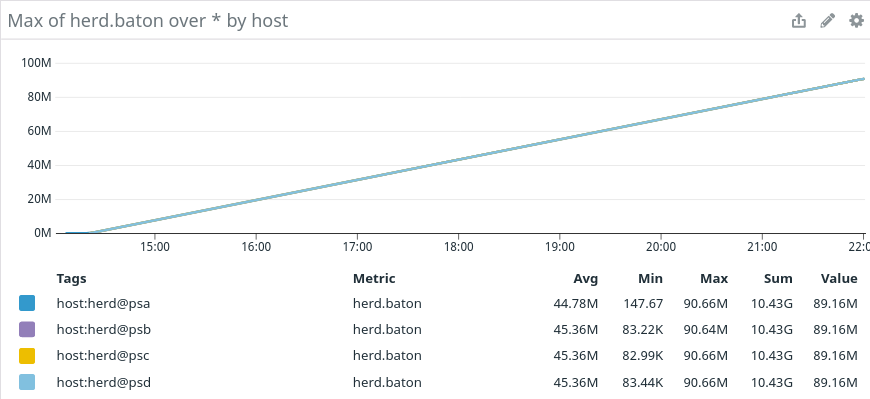 Max of herd.baton over * by host
100M
80M
60M
40M
20M
0M
15:00 16:00 17:00 18:00 19:00 20:00 21:00 22:0
Tags Metric Avg Min Max Sum Value
host:herd@psa herd.baton 44.78M 147.67 90.66M 10.43G 89.16M
host:herd@psb herd.baton 45.36M 83.22K 90.64M 10.43G 89.16M
host:herd@psc herd.baton 45.36M 82.99K 90.66M 10.43G 89.16M
host:herd@psd herd.baton 45.36M 83.44K 90.66M 10.43G 89.16M